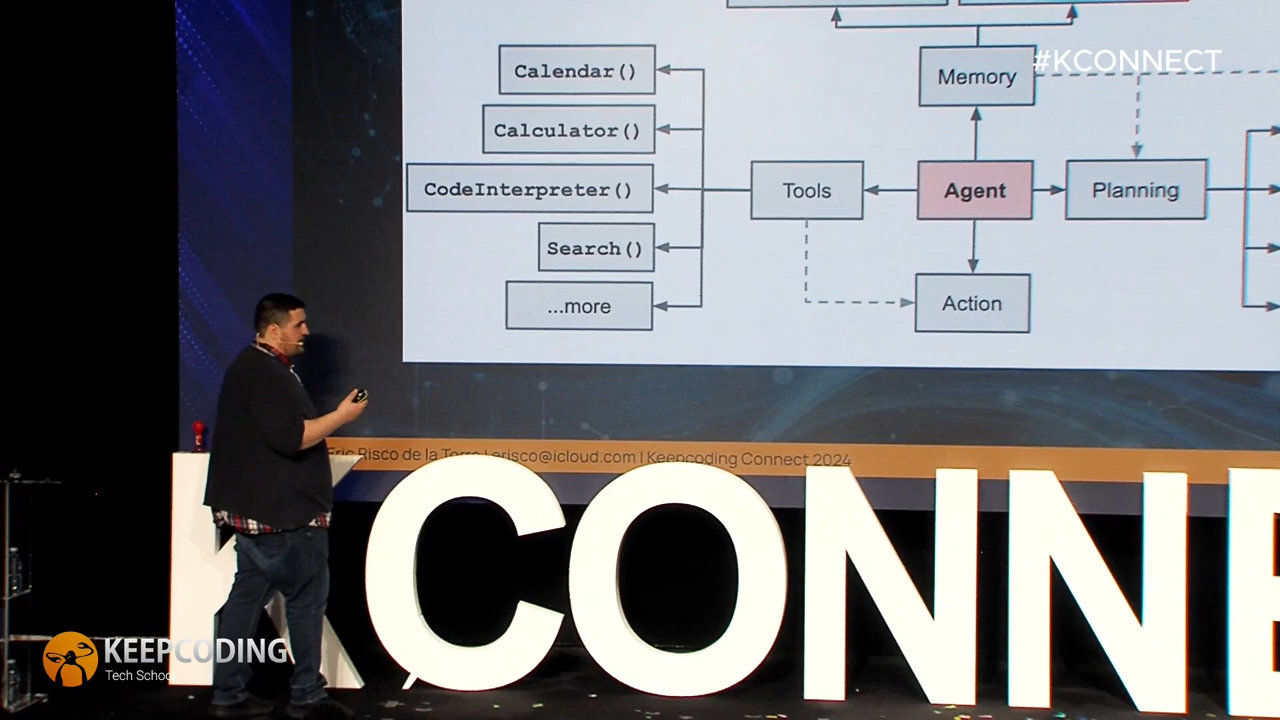 #KCONNECT
Calendar()
Memory
Calculator()
CodeInterpreter()
Tools
Agent
Planning
Search()
...more
Action
Eric Risco de la Torre | erisco@icloud.com | Keepcoding Connect 2024
KCONNE
KEEPCODING
Tech School